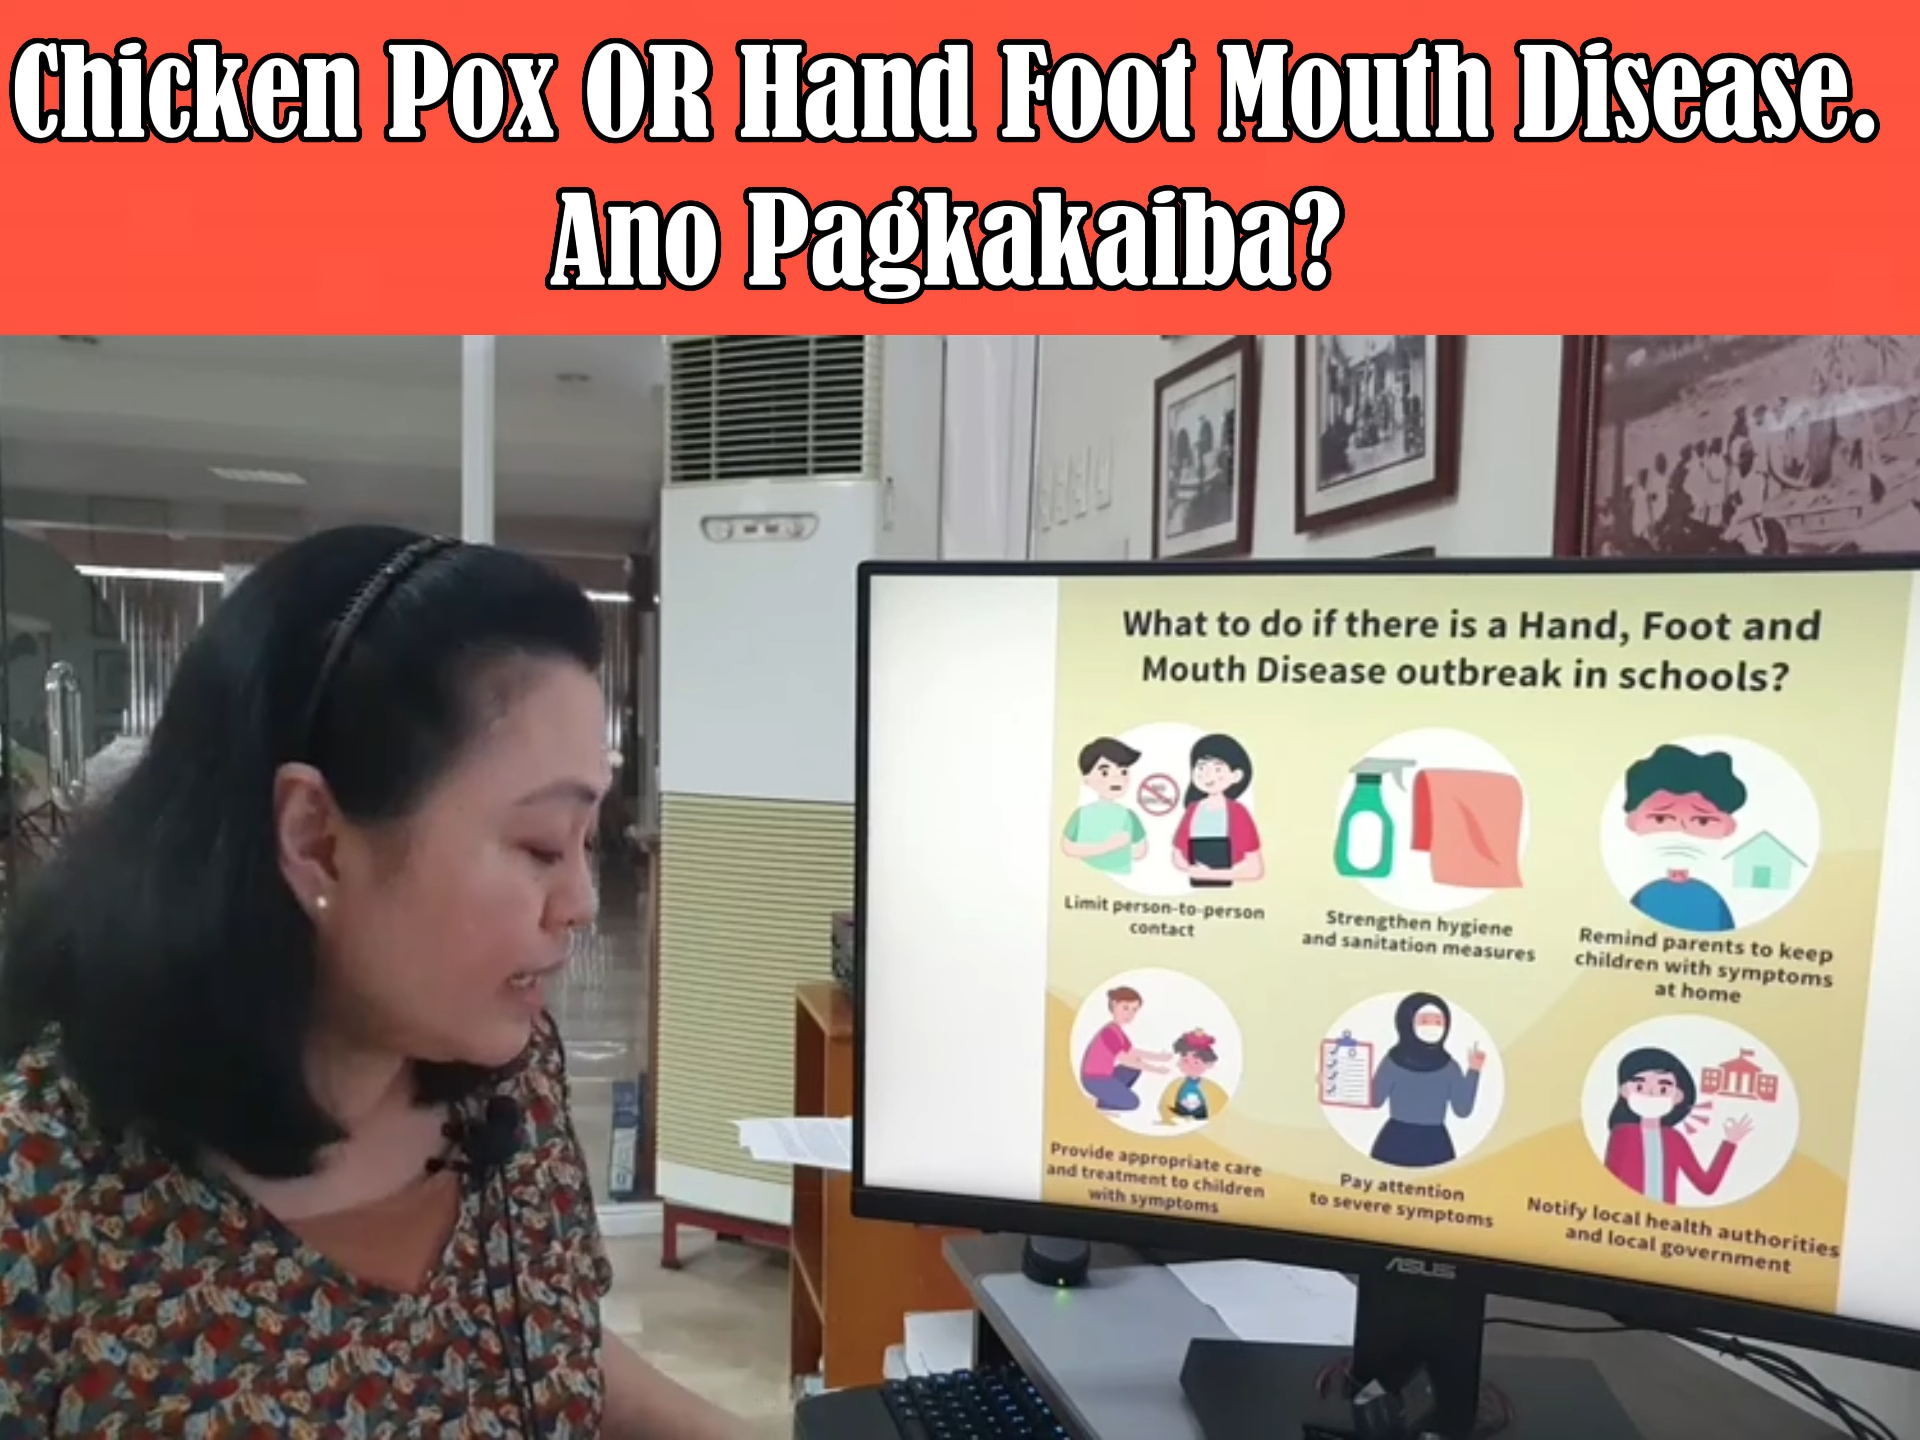 Chicken Pox OR Hand Foot Mouth Disease.
Ano Pagkakaiba?
What to do if there is a Hand, Foot and
Mouth Disease outbreak in schools?
Limit person-to-person
contact
Strengthen hygiene
and sanitation measures
Remind parents to keep
children with symptoms
at home
Provide appropriate care
and treatment to children
with symptoms
Pay attention
to severe symptoms
Notify local health authorities
and local government
ASUS